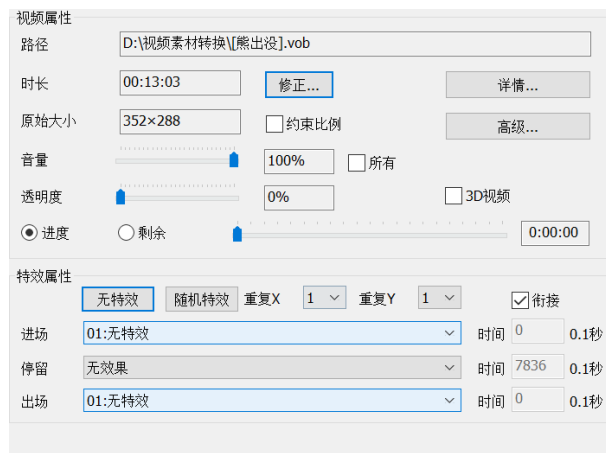 视频属性
路径 D:\视频素材转换\[熊出没].vob
时长 00:13:03 修正... 详情...
原始大小 352×288 约束比例 高级...
音量 100% 所有
透明度 0% 3D视频
进度 剩余 0:00:00
特效属性
无特效 随机特效 重复X 1 重复Y 1 衔接
进场 01:无特效 时间 0 0.1秒
停留 无效果 时间 7836 0.1秒
出场 01:无特效 时间 0 0.1秒